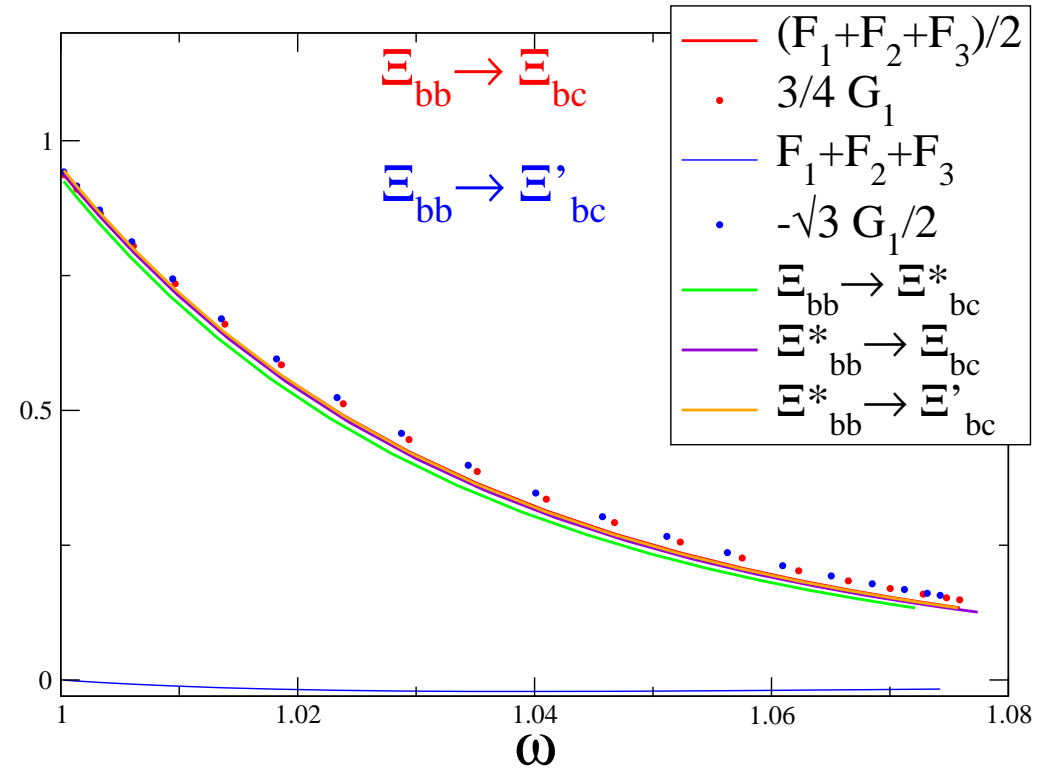 Ξbb→ Ξbc
Ξbb→ Ξ’bc
(F1+F2+F3)/2
3/4 G1
F1+F2+F3
-√3 G1/2
Ξbb→ Ξ*bc
Ξ*bb→ Ξbc
Ξ*bb→ Ξ’bc
1
0.5
0
1 1.02 1.04 1.06 1.08
ω